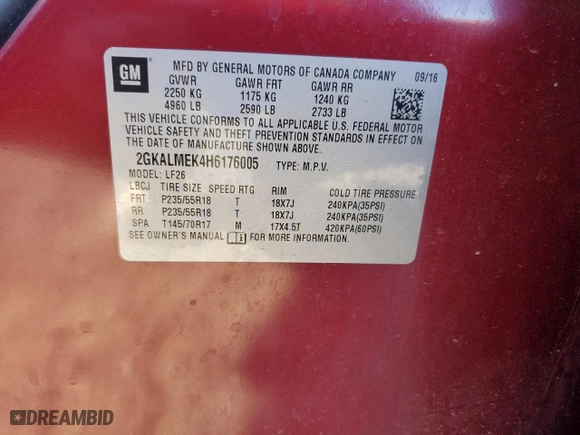 GM
MFD BY GENERAL MOTORS OF CANADA COMPANY 09/16
GVWR GAWR FRT GAWR RR
2250 KG 1175 KG 1240 KG
4960 LB 2590 LB 2733 LB
THIS VEHICLE CONFORMS TO ALL APPLICABLE U.S. FEDERAL MOTOR
VEHICLE SAFETY AND THEFT PREVENTION STANDARDS IN EFFECT ON
THE DATE OF MANUFACTURE SHOWN ABOVE.
2GKALMEK4H6176005 TYPE: M.P.V.
MODEL: LF26
LBCJ TIRE SIZE SPEED RTG RIM COLD TIRE PRESSURE
FRT P235/55R18 T 18X7J 240KPA(35PSI)
RR P235/55R18 T 18X7J 240KPA(35PSI)
SPA T145/70R17 M 17X4.5T 420KPA(60PSI)
SEE OWNER'S MANUAL i FOR MORE INFORMATION.
DREAMBID